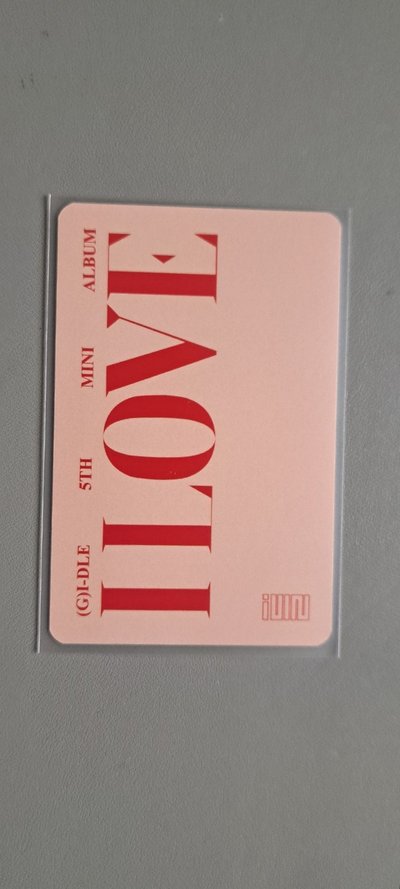 (G)I-DLE 5TH MINI ALBUM
I LOVE